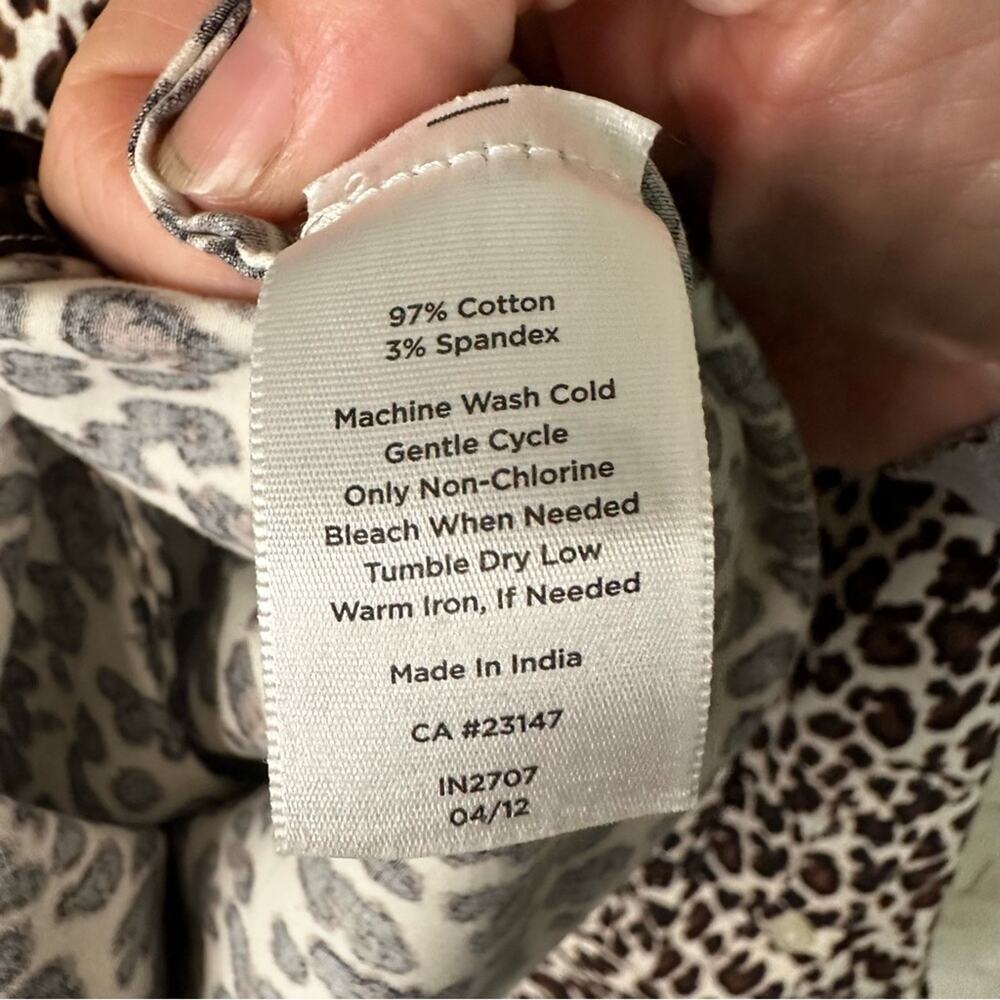 97% Cotton
3% Spandex
Machine Wash Cold
Gentle Cycle
Only Non-Chlorine
Bleach When Needed
Tumble Dry Low
Warm Iron, If Needed
Made In India
CA #23147
IN2707
04/12